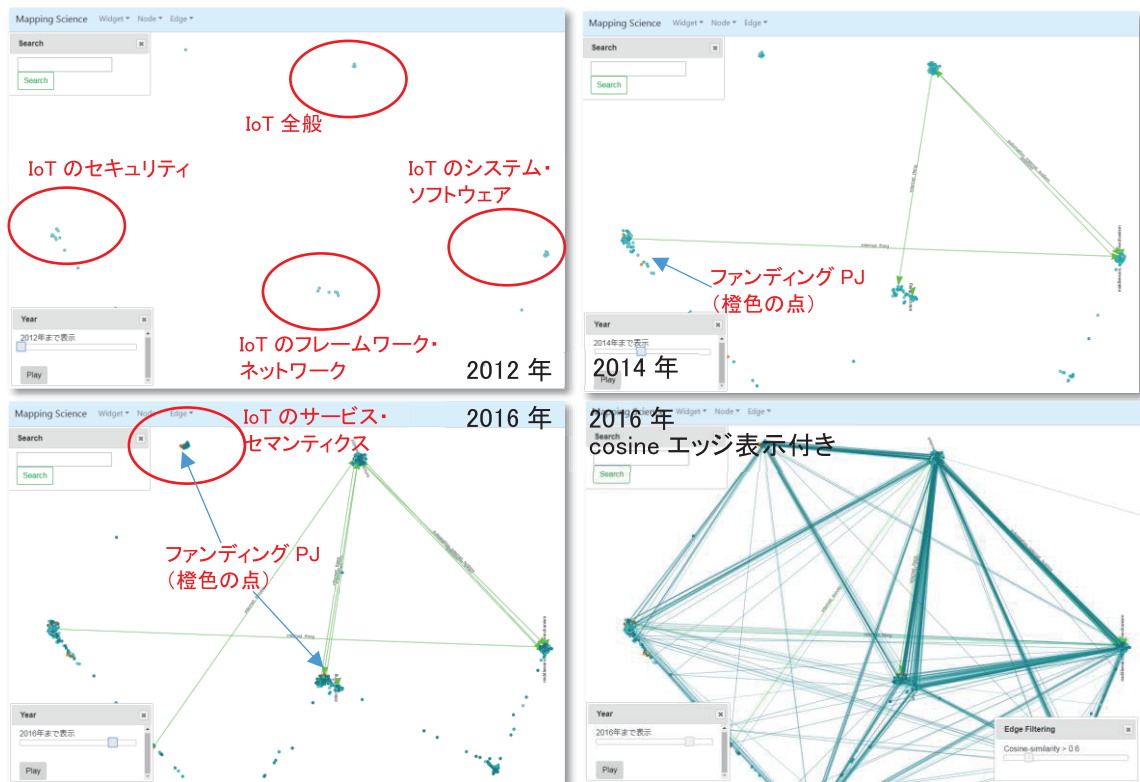 Mapping Science Widget Node Edge
Search
Search
IoT 全般
IoT のセキュリティ
IoT のシステム・
ソフトウェア
IoT のフレームワーク・
ネットワーク
Year
2012年まで表示
Play
2012 年
Mapping Science Widget Node Edge
Search
Search
internet_thing
internet_thing
ファンディング PJ
(橙色の点)
Year
2014年まで表示
Play
2014 年
Mapping Science Widget Node Edge
Search
Search
IoT のサービス・
セマンティクス
2016 年
ファンディング PJ
(橙色の点)
internet_thing
Year
2016年まで表示
Play
Mapping Science Widget Node Edge
2016 年
cosine エッジ表示付き
Search
Search
Year
2016年まで表示
Play
Edge Filtering
Cosine-similarity > 0.6